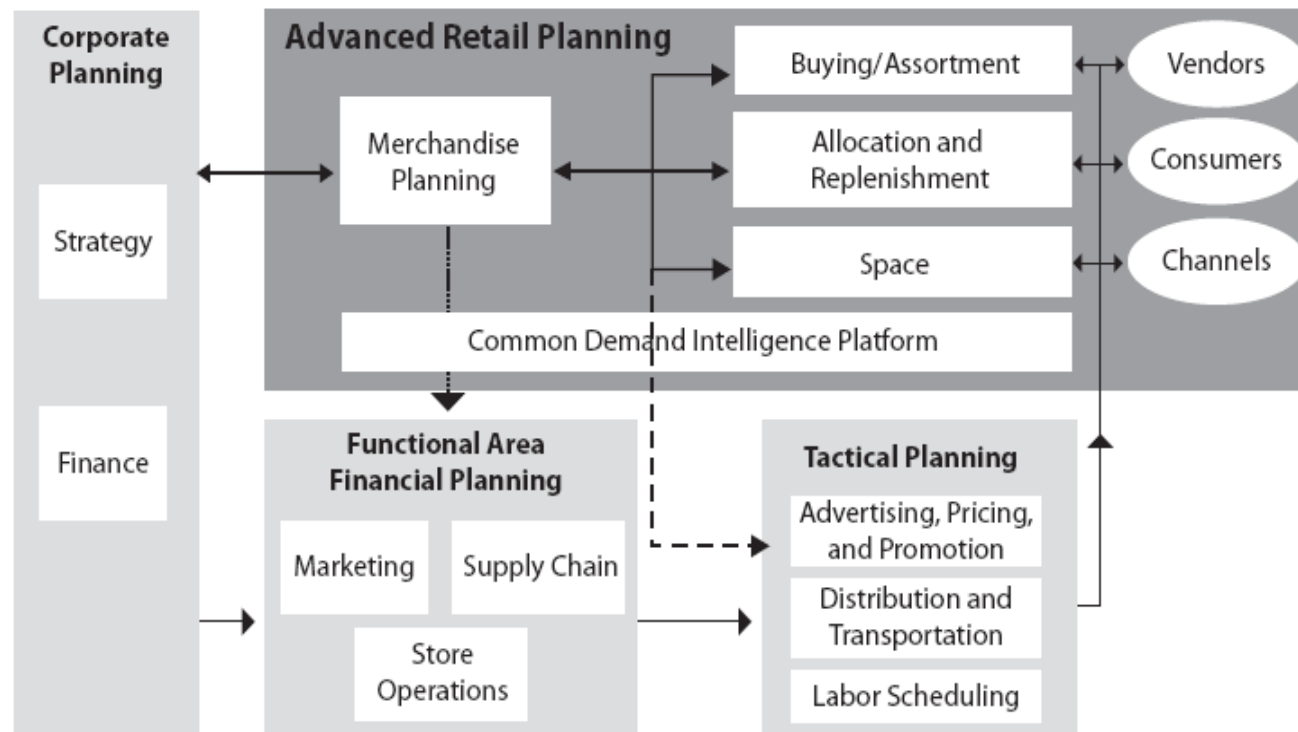 Corporate
Planning
Strategy
Finance
Advanced Retail Planning
Merchandise
Planning
Buying/Assortment
Allocation and
Replenishment
Space
Common Demand Intelligence Platform
Vendors
Consumers
Channels
Functional Area
Financial Planning
Marketing
Supply Chain
Store
Operations
Tactical Planning
Advertising, Pricing,
and Promotion
Distribution and
Transportation
Labor Scheduling